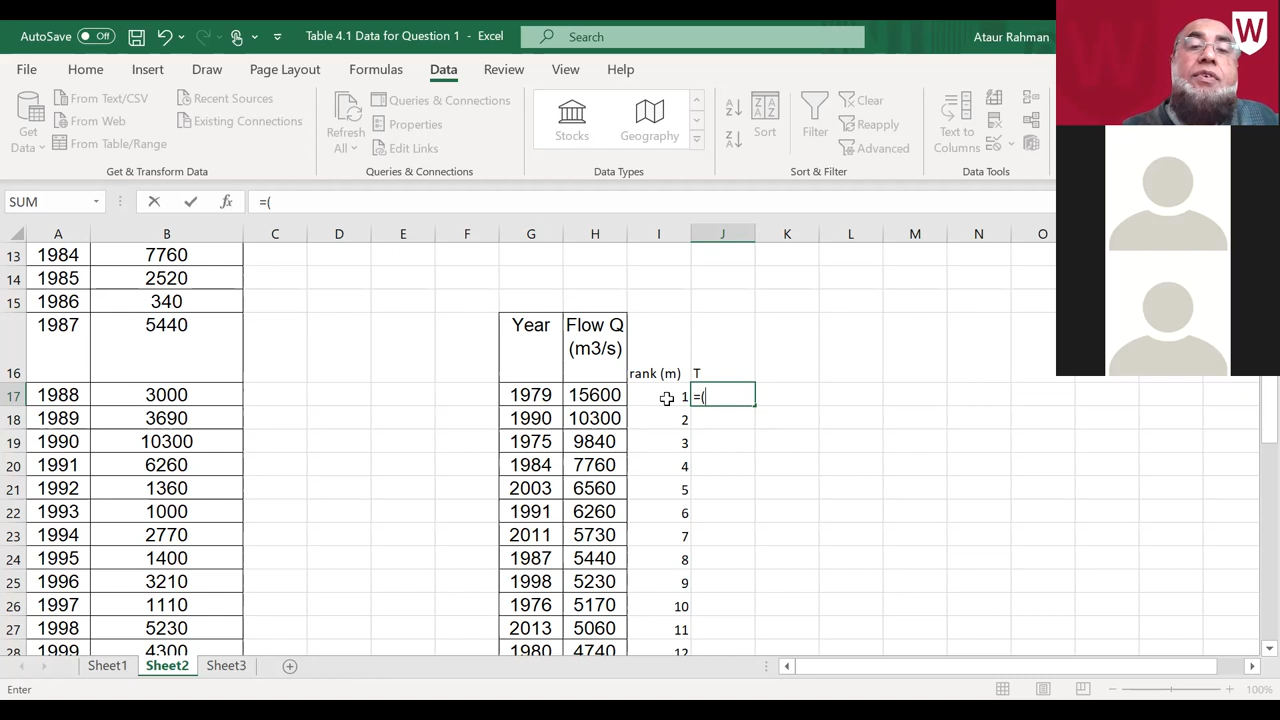 AutoSave Off Table 4.1 Data for Question 1 - Excel Search Ataur Rahman W
File Home Insert Draw Page Layout Formulas Data Review View Help
Get Data From Text/CSV From Web From Table/Range Recent Sources Existing Connections
Refresh All Queries & Connections Properties Edit Links
Stocks Geography Sort Filter Clear Reapply Advanced Text to Columns
Get & Transform Data Queries & Connections Data Types Sort & Filter Data Tools
SUM fx =(
A B C D E F G H I J K L M N O
13 1984 7760
14 1985 2520
15 1986 340
16 1987 5440 Year Flow Q (m3/s) rank (m) T
17 1988 3000 1979 15600 1 =(
18 1989 3690 1990 10300 2
19 1990 10300 1975 9840 3
20 1991 6260 1984 7760 4
21 1992 1360 2003 6560 5
22 1993 1000 1991 6260 6
23 1994 2770 2011 5730 7
24 1995 1400 1987 5440 8
25 1996 3210 1998 5230 9
26 1997 1110 1976 5170 10
27 1998 5230 2013 5060 11
28 1999 4300 1980 4740 12
Sheet1 Sheet2 Sheet3
Enter 100%